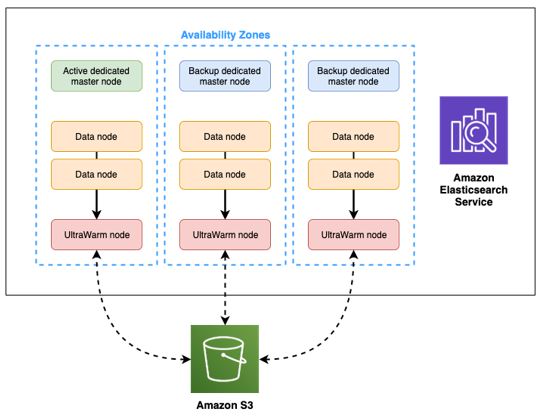 Availability Zones
Active dedicated
master node
Backup dedicated
master node
Backup dedicated
master node
Data node
Data node
Data node
Data node
Data node
Data node
UltraWarm node
UltraWarm node
UltraWarm node
Amazon
Elasticsearch
Service
Amazon S3